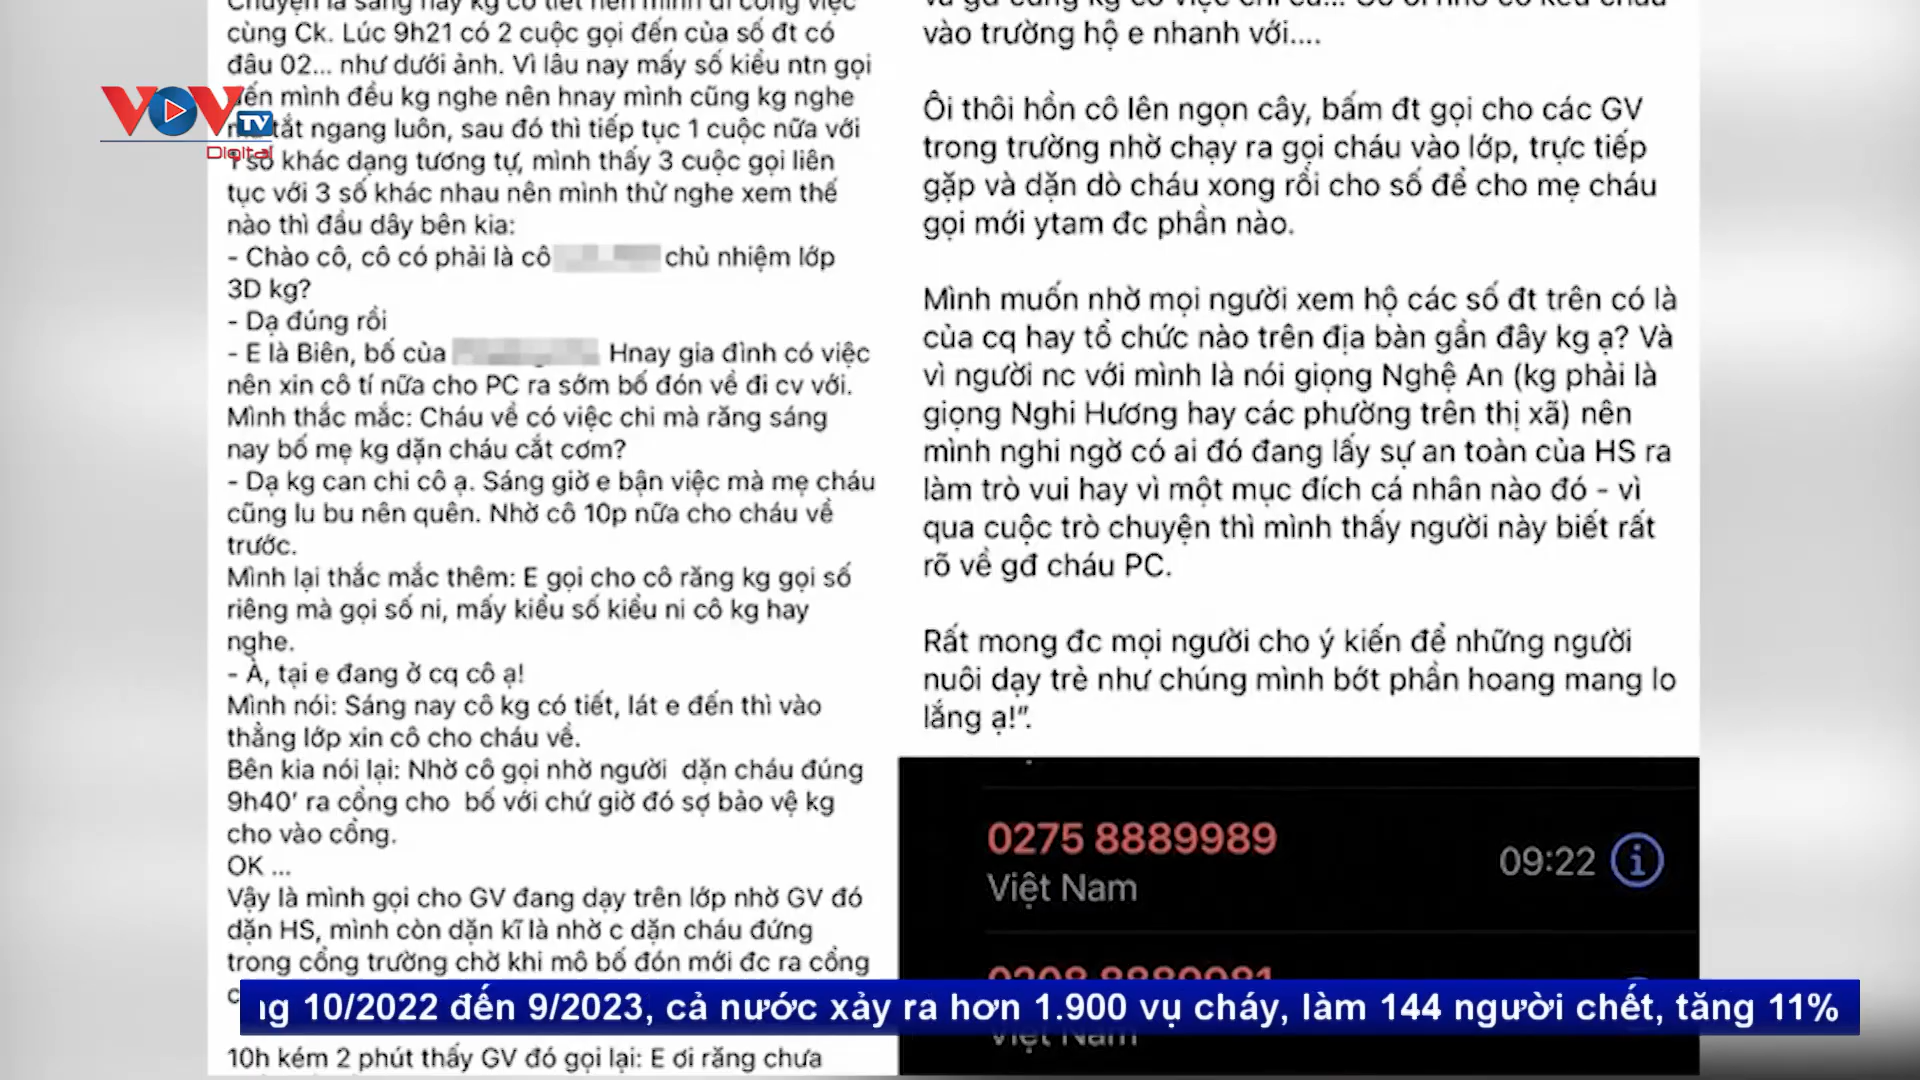 Chuyện là sáng nay kg có tiết nên mình đi công việc
cùng Ck. Lúc 9h21 có 2 cuộc gọi đến của số đt có
đầu 02... như dưới ảnh. Vì lâu nay mấy số kiểu ntn gọi
đến mình đều kg nghe nên hnay mình cũng kg nghe
mà tắt ngang luôn, sau đó thì tiếp tục 1 cuộc nữa với
1 số khác dạng tương tự, mình thấy 3 cuộc gọi liên
tục với 3 số khác nhau nên mình thử nghe xem thế
nào thì đầu dây bên kia:
- Chào cô, cô có phải là cô chủ nhiệm lớp
3D kg?
- Dạ đúng rồi
- E là Biên, bố của Hnay gia đình có việc
nên xin cô tí nữa cho PC ra sớm bố đón về đi cv với.
Mình thắc mắc: Cháu về có việc chi mà răng sáng
nay bố mẹ kg dặn cháu cắt cơm?
- Dạ kg can chi cô ạ. Sáng giờ e bận việc mà mẹ cháu
cũng lu bu nên quên. Nhờ cô 10p nữa cho cháu về
trước.
Mình lại thắc mắc thêm: E gọi cho cô răng kg gọi số
riêng mà gọi số ni, mấy kiểu số kiểu ni cô kg hay
nghe.
- À, tại e đang ở cq cô ạ!
Mình nói: Sáng nay cô kg có tiết, lát e đến thì vào
thẳng lớp xin cô cho cháu về.
Bên kia nói lại: Nhờ cô gọi nhờ người dặn cháu đúng
9h40' ra cổng cho bố với chứ giờ đó sợ bảo vệ kg
cho vào cổng.
OK ...
Vậy là mình gọi cho GV đang dạy trên lớp nhờ GV đó
dặn HS, mình còn dặn kĩ là nhờ c dặn cháu đứng
trong cổng trường chờ khi mô bố đón mới đc ra cổng
10h kém 2 phút thấy GV đó gọi lại: E ơi răng chưa
vào trường hộ e nhanh với....
Ôi thôi hồn cô lên ngọn cây, bấm đt gọi cho các GV
trong trường nhờ chạy ra gọi cháu vào lớp, trực tiếp
gặp và dặn dò cháu xong rồi cho số để cho mẹ cháu
gọi mới ytam đc phần nào.
Mình muốn nhờ mọi người xem hộ các số đt trên có là
của cq hay tổ chức nào trên địa bàn gần đây kg ạ? Và
vì người nc với mình là nói giọng Nghệ An (kg phải là
giọng Nghi Hương hay các phường trên thị xã) nên
mình nghi ngờ có ai đó đang lấy sự an toàn của HS ra
làm trò vui hay vì một mục đích cá nhân nào đó - vì
qua cuộc trò chuyện thì mình thấy người này biết rất
rõ về gđ cháu PC.
Rất mong đc mọi người cho ý kiến để những người
nuôi dạy trẻ như chúng mình bớt phần hoang mang lo
lắng ạ!”.
0275 8889989
Việt Nam
09:22
0208 8889981
Việt Nam
VOV TV
Digital
ng 10/2022 đến 9/2023, cả nước xảy ra hơn 1.900 vụ cháy, làm 144 người chết, tăng 11%